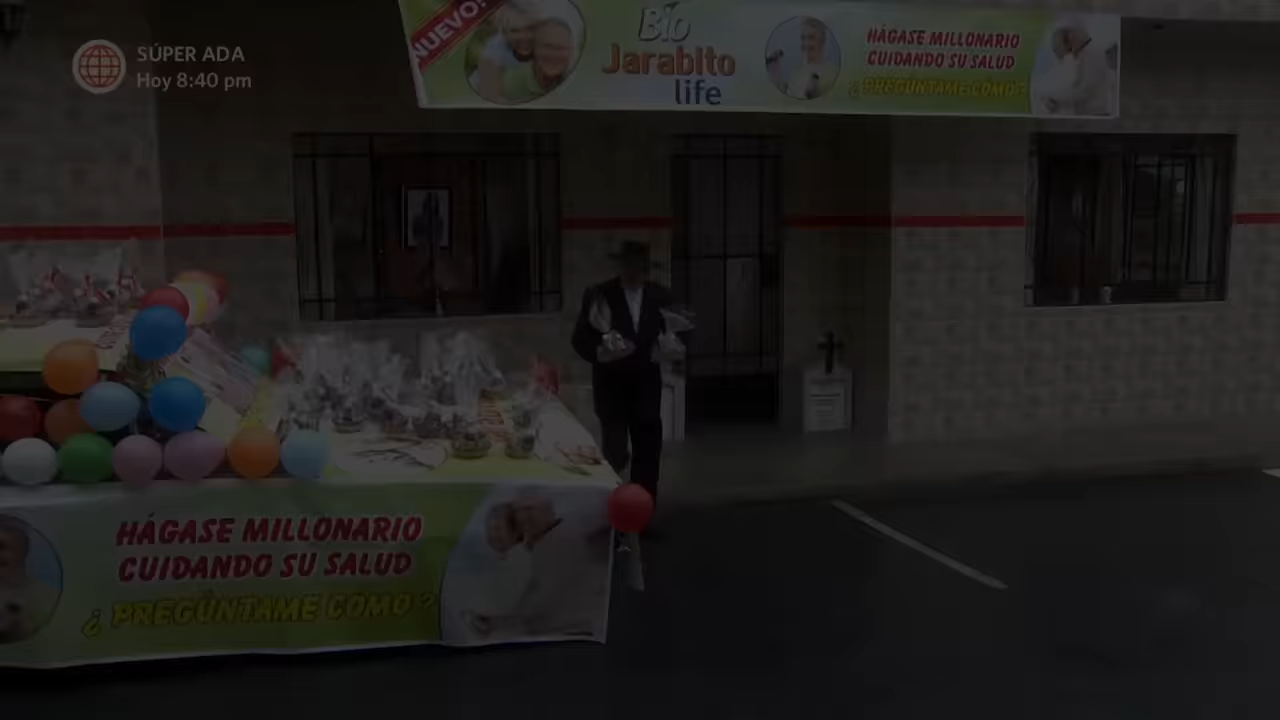 SÚPER ADA
Hoy 8:40 pm
¡NUEVO!
Bio
JarabIto
life
HÁGASE MILLONARIO
CUIDANDO SU SALUD
¿PREGÚNTAME CÓMO?
HÁGASE MILLONARIO
CUIDANDO SU SALUD
¿PREGÚNTAME CÓMO?